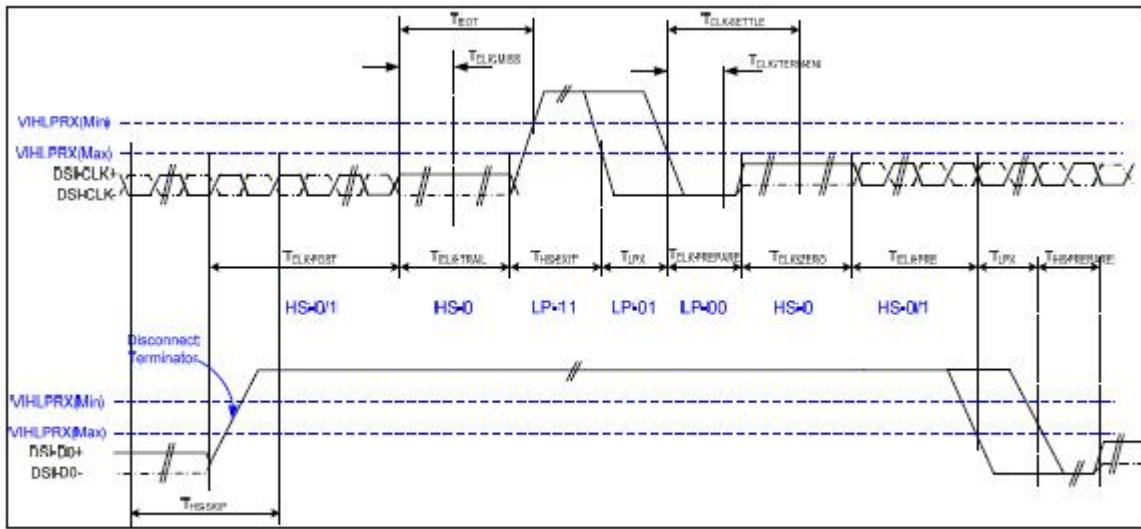 TEOT
TCLK-SETTLE
TCLK-MISS
TCLK-TERM-EN
VIHLPRX(Min)
VIHLPRX(Max)
DSI-CLK+
DSI-CLK-
TCLK-POST
TCLK-TRAIL
THS-EXIT
TLPX
TCLK-PREPARE
TCLK-ZERO
TCLK-PRE
TLPX
THS-PREPARE
HS-0/1
HS-0
LP-11
LP-01
LP-00
HS-0
HS-0/1
Disconnect
Terminator
VIHLPRX(Min)
VIHLPRX(Max)
DSI-D0+
DSI-D0-
THS-SKIP